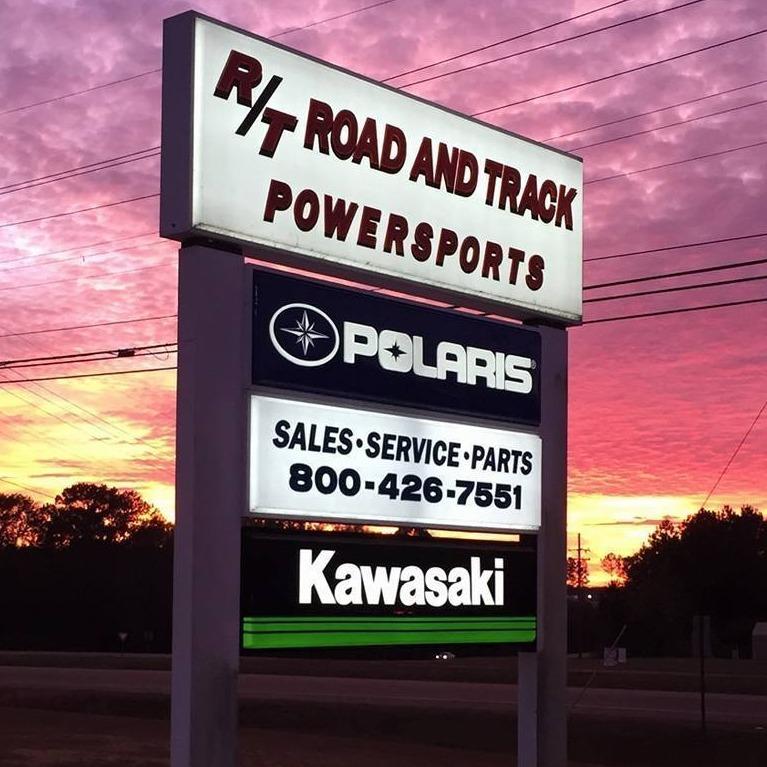 R/T ROAD AND TRACK
POWERSPORTS
POLARIS®
SALES·SERVICE·PARTS
800-426-7551
Kawasaki